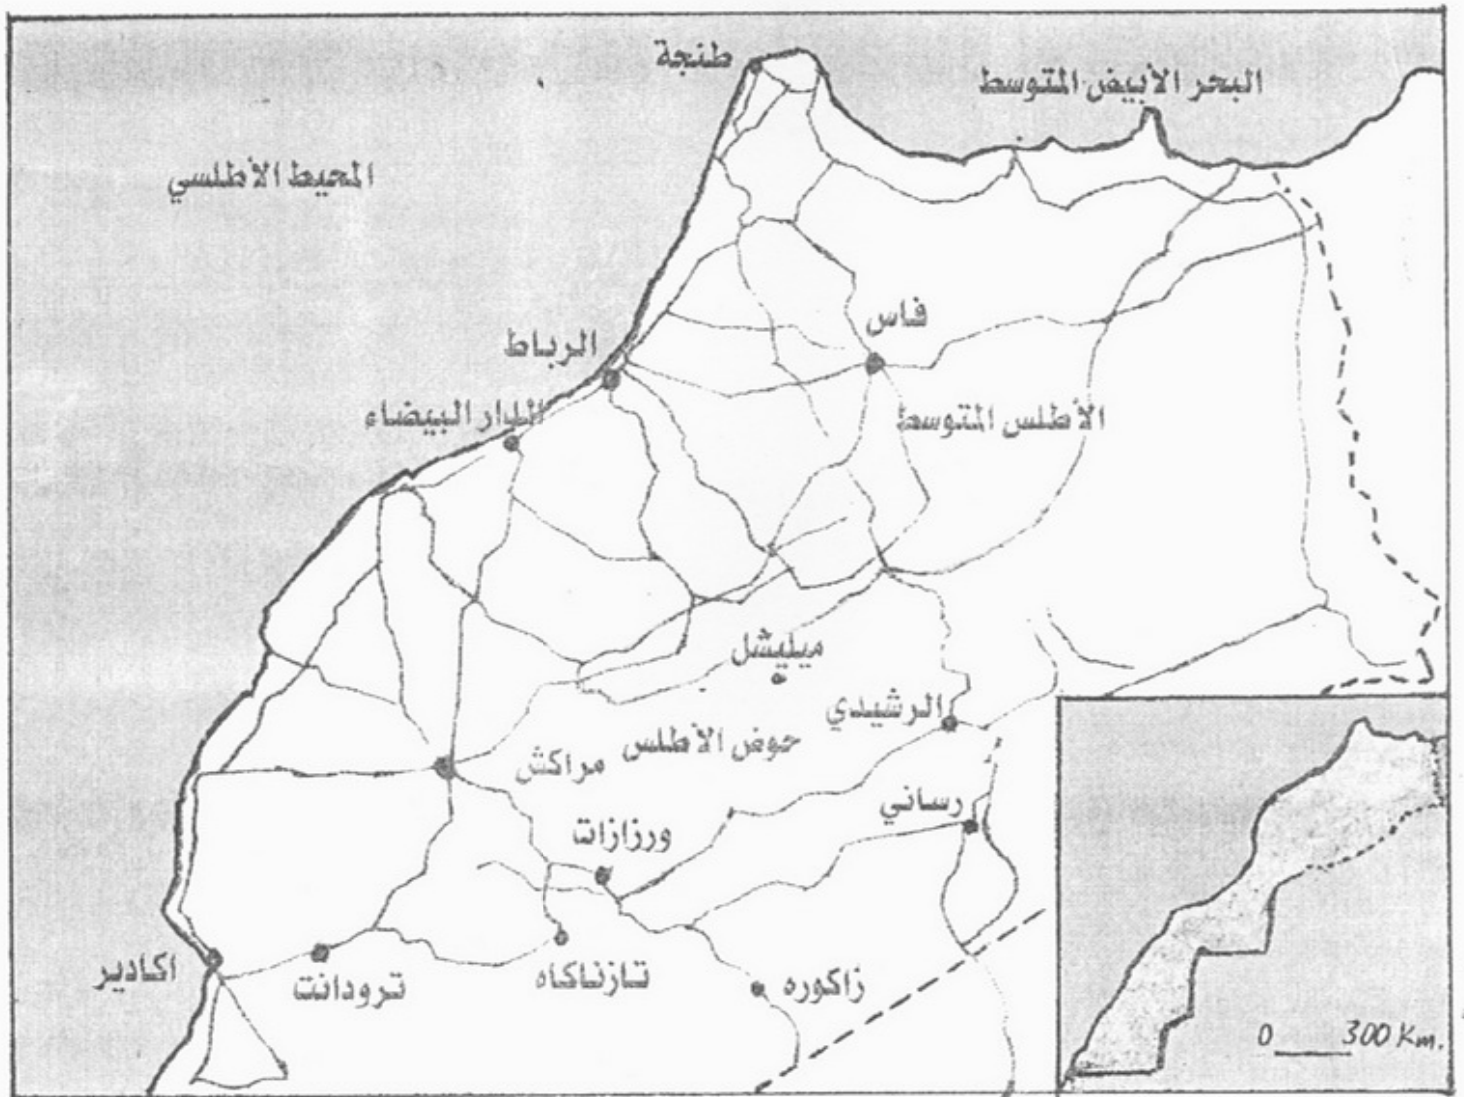 طنجة
البحر الأبيض المتوسط
المحيط الأطلسي
فاس
الرباط
الدار البيضاء
الأطلس المتوسط
ميليشل
الرشيدي
حوض الأطلس
مراكش
رساني
ورزازات
اكادير
ترودانت
تازناكاه
زاكوره
0 300 Km.